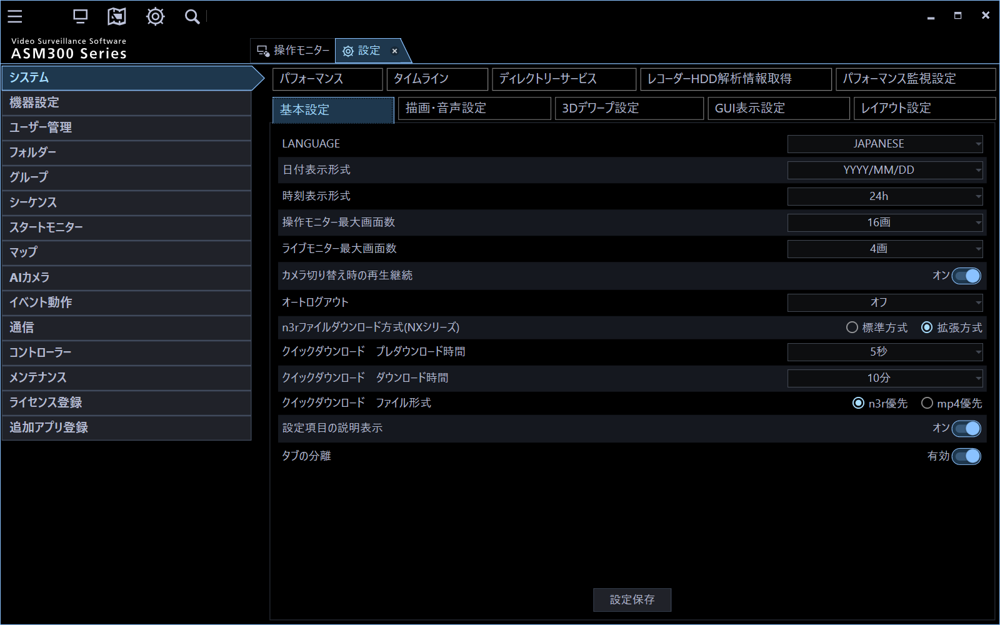 Video Surveillance Software
ASM300 Series
操作モニター
設定
システム
機器設定
ユーザー管理
フォルダー
グループ
シーケンス
スタートモニター
マップ
AIカメラ
イベント動作
通信
コントローラー
メンテナンス
ライセンス登録
追加アプリ登録
パフォーマンス
タイムライン
ディレクトリーサービス
レコーダーHDD解析情報取得
パフォーマンス監視設定
基本設定
描画・音声設定
3Dデワープ設定
GUI表示設定
レイアウト設定
LANGUAGE JAPANESE
日付表示形式 YYYY/MM/DD
時刻表示形式 24h
操作モニター最大画面数 16画
ライブモニター最大画面数 4画
カメラ切り替え時の再生継続 オン
オートログアウト オフ
n3rファイルダウンロード方式(NXシリーズ) 標準方式 拡張方式
クイックダウンロード　プレダウンロード時間 5秒
クイックダウンロード　ダウンロード時間 10分
クイックダウンロード　ファイル形式 n3r優先 mp4優先
設定項目の説明表示 オン
タブの分離 有効
設定保存